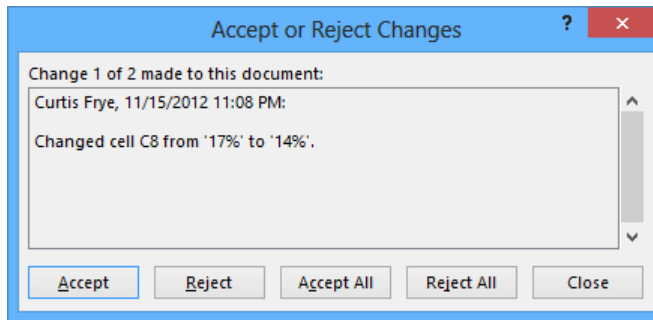 Accept or Reject Changes
?
×
Change 1 of 2 made to this document:
Curtis Frye, 11/15/2012 11:08 PM:
Changed cell C8 from '17%' to '14%'.
Accept Reject Accept All Reject All Close